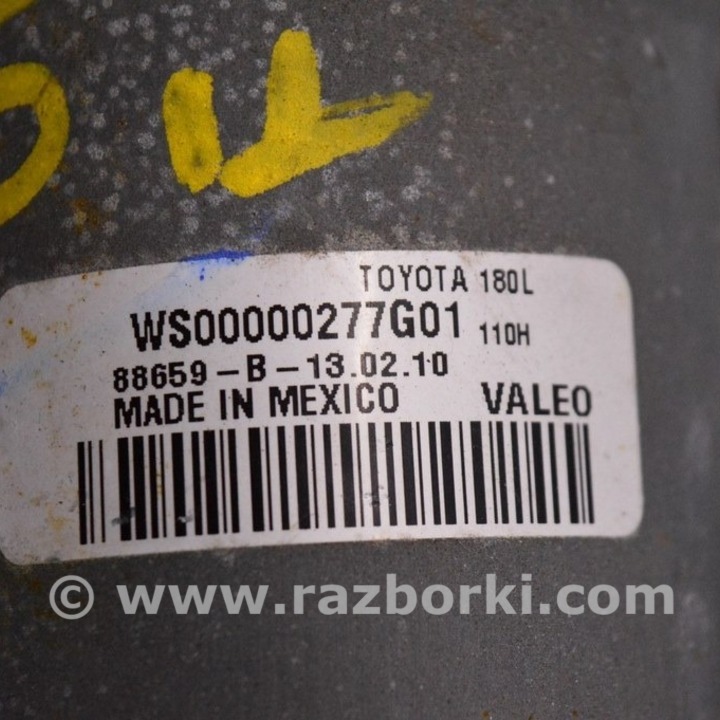 TOYOTA 180L
WS00000277G01 110H
88659-B-13.02.10
MADE IN MEXICO VALEO
© www.razborki.com